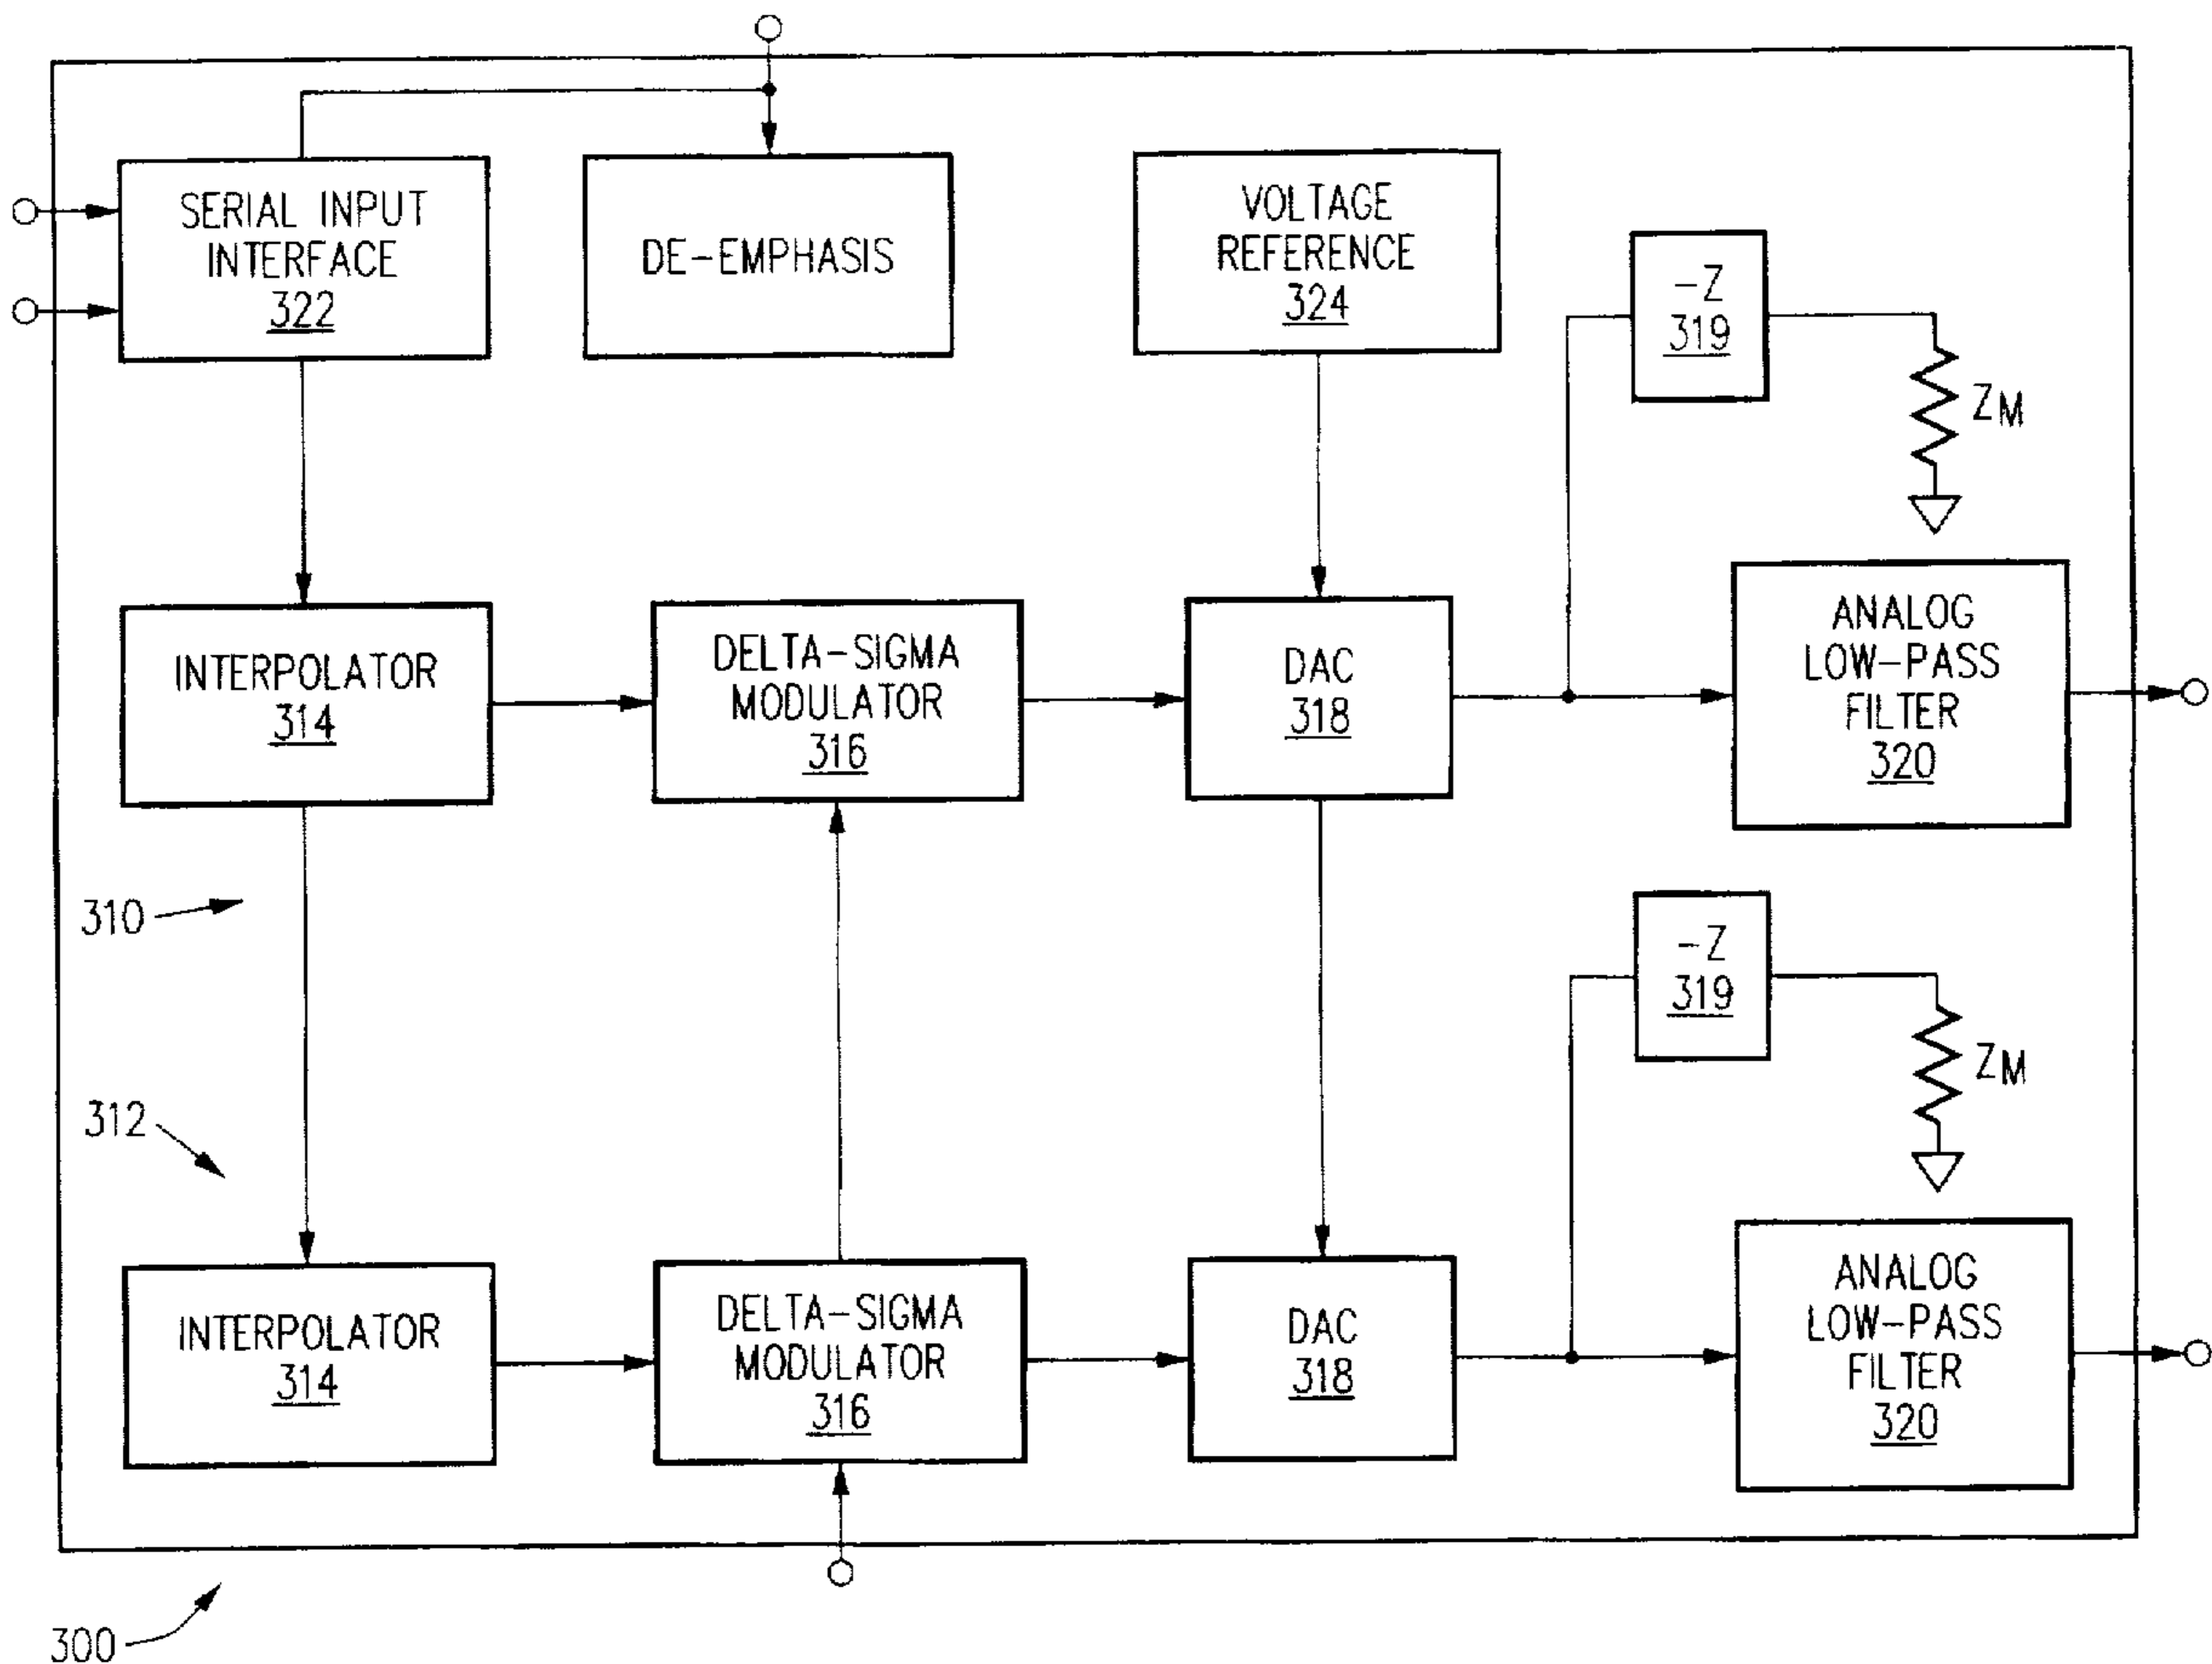 SERIAL INPUT
INTERFACE
322
DE-EMPHASIS
VOLTAGE
REFERENCE
324
-Z
319
ZM
INTERPOLATOR
314
DELTA-SIGMA
MODULATOR
316
DAC
318
ANALOG
LOW-PASS
FILTER
320
310
-Z
319
ZM
312
INTERPOLATOR
314
DELTA-SIGMA
MODULATOR
316
DAC
318
ANALOG
LOW-PASS
FILTER
320
300